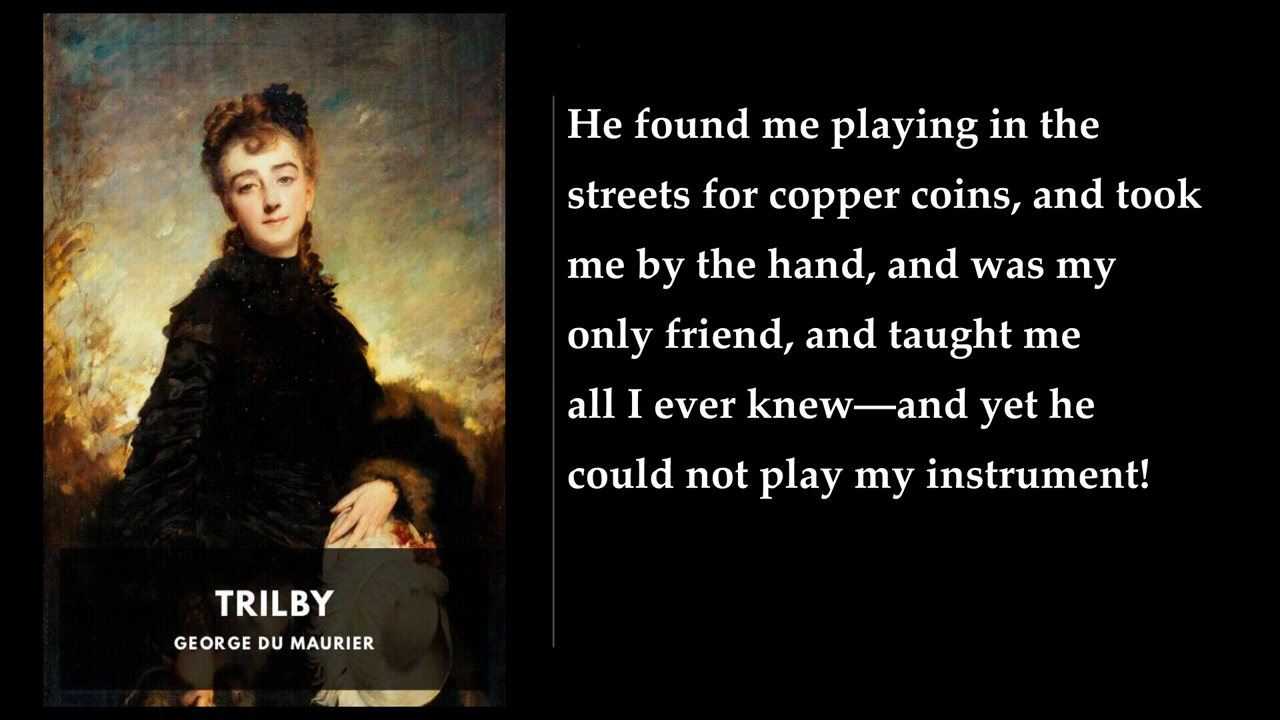 He found me playing in the
streets for copper coins, and took
me by the hand, and was my
only friend, and taught me
all I ever knew—and yet he
could not play my instrument!
TRILBY
GEORGE DU MAURIER